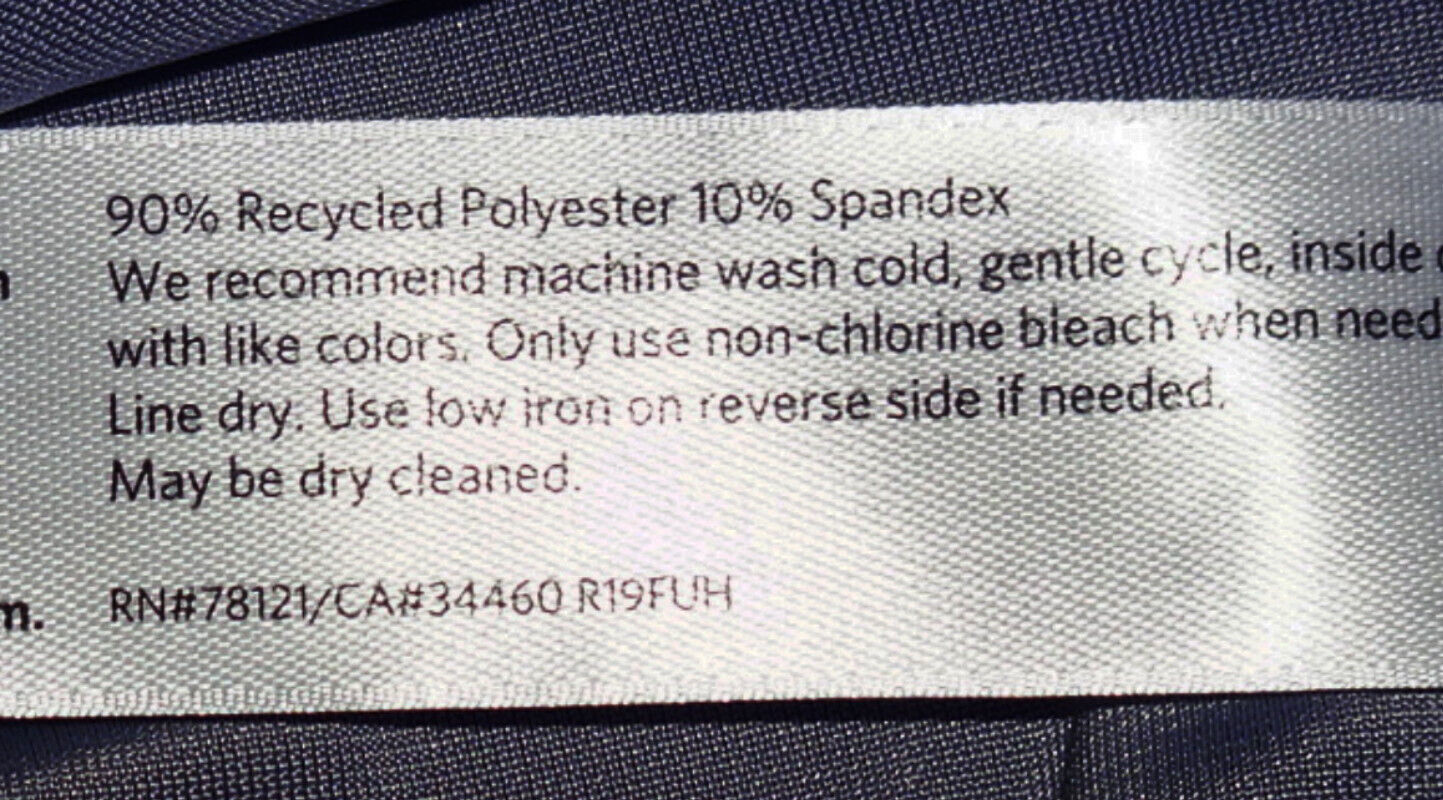 90% Recycled Polyester 10% Spandex
We recommend machine wash cold, gentle cycle, inside
with like colors. Only use non-chlorine bleach when need
Line dry. Use low iron on reverse side if needed.
May be dry cleaned.
m. RN#78121/CA#34460 R19FUH